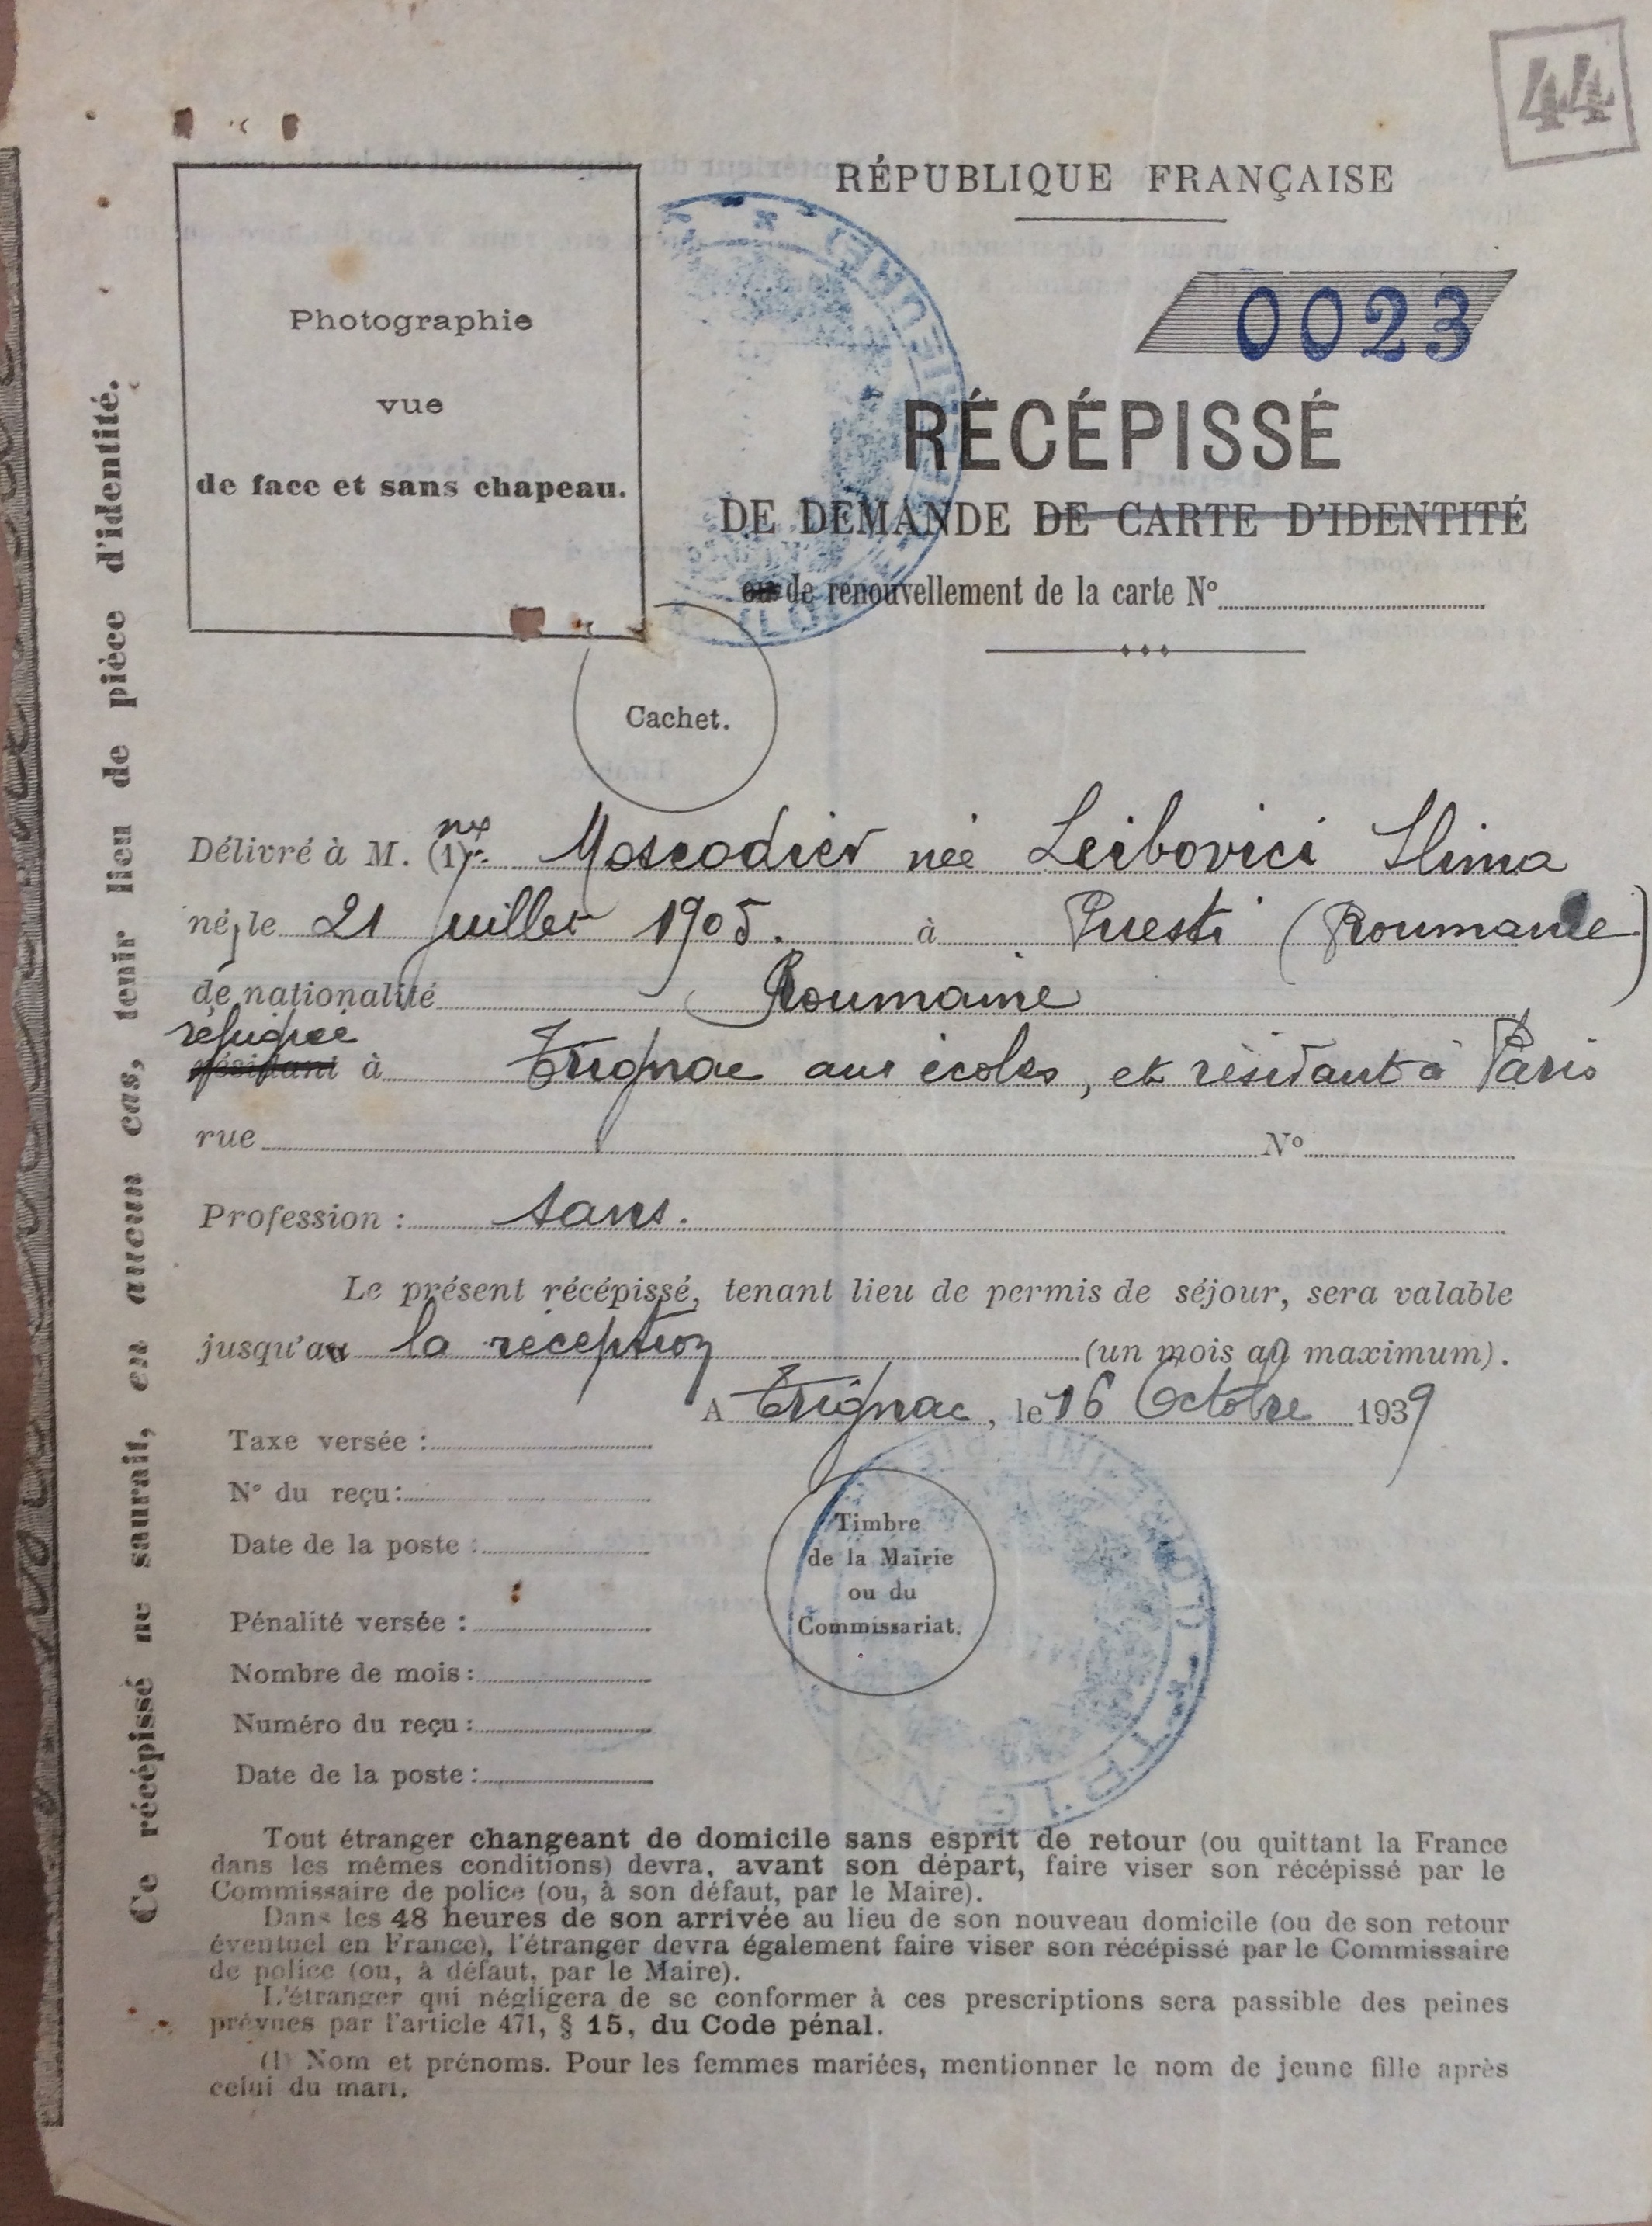 44
RÉPUBLIQUE FRANÇAISE
Photographie
vue
de face et sans chapeau.
0023
RÉCÉPISSÉ
DE DEMANDE DE CARTE D'IDENTITÉ
ou de renouvellement de la carte N°
Cachet.
Délivré à M. (1) Moscodier née Leibovici Slima
né le 21 juillet 1905. à Puesti (Roumanie)
de nationalité Roumaine
réfugiée
résidant à Trignac aux écoles, et résidant à Paris
rue N°
Profession : sans.
Le présent récépissé, tenant lieu de permis de séjour, sera valable
jusqu'au la réception (un mois au maximum).
A Trignac, le 16 Octobre 1939
Taxe versée :
N° du reçu :
Date de la poste :
Pénalité versée :
Nombre de mois :
Numéro du reçu :
Date de la poste :
Timbre
de la Mairie
ou du
Commissariat.
Tout étranger changeant de domicile sans esprit de retour (ou quittant la France
dans les mêmes conditions) devra, avant son départ, faire viser son récépissé par le
Commissaire de police (ou, à son défaut, par le Maire).
Dans les 48 heures de son arrivée au lieu de son nouveau domicile (ou de son retour
éventuel en France), l'étranger devra également faire viser son récépissé par le Commissaire
de police (ou, à défaut, par le Maire).
L'étranger qui négligera de se conformer à ces prescriptions sera passible des peines
prévues par l'article 471, § 15, du Code pénal.
(1) Nom et prénoms. Pour les femmes mariées, mentionner le nom de jeune fille après
celui du mari.
Ce récépissé ne saurait, en aucun cas, tenir lieu de pièce d'identité.